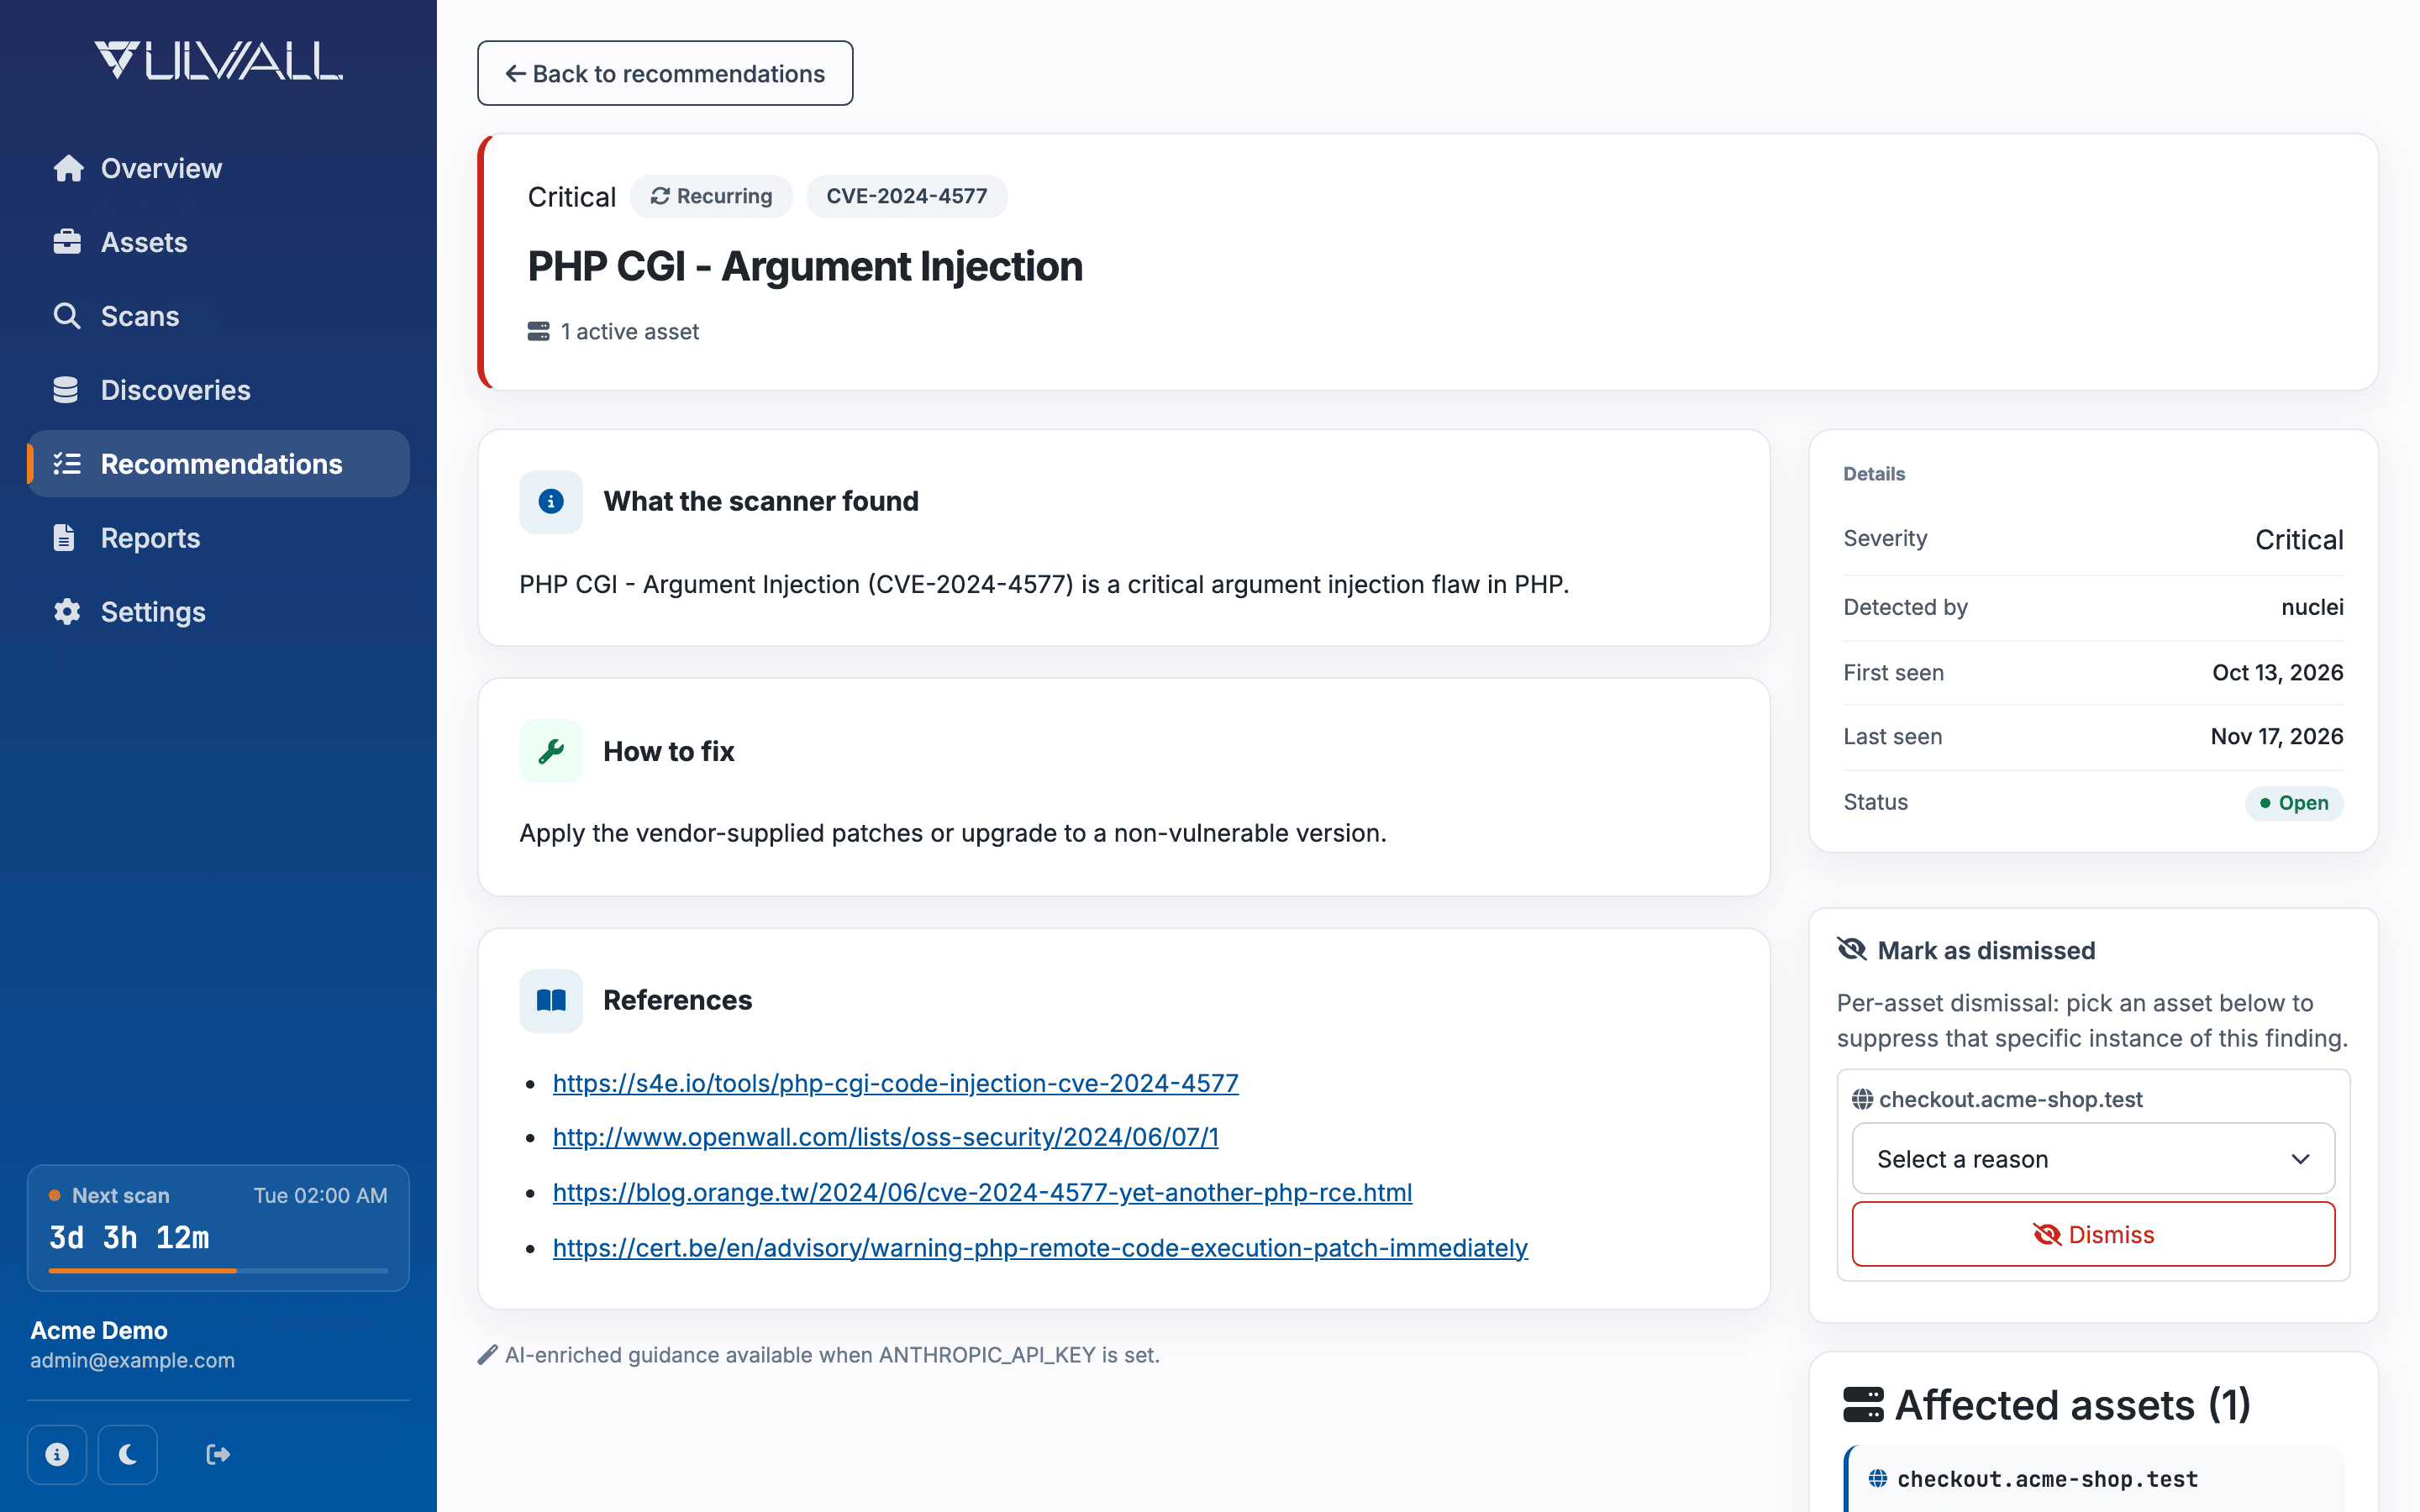 VULWALL
Overview
Assets
Scans
Discoveries
Recommendations
Reports
Settings
Next scan Tue 02:00 AM
3d 3h 12m
Acme Demo
admin@example.com
Back to recommendations
Critical Recurring CVE-2024-4577
PHP CGI - Argument Injection
1 active asset
What the scanner found
PHP CGI - Argument Injection (CVE-2024-4577) is a critical argument injection flaw in PHP.
How to fix
Apply the vendor-supplied patches or upgrade to a non-vulnerable version.
References
https://s4e.io/tools/php-cgi-code-injection-cve-2024-4577
http://www.openwall.com/lists/oss-security/2024/06/07/1
https://blog.orange.tw/2024/06/cve-2024-4577-yet-another-php-rce.html
https://cert.be/en/advisory/warning-php-remote-code-execution-patch-immediately
AI-enriched guidance available when ANTHROPIC_API_KEY is set.
Details
Severity Critical
Detected by nuclei
First seen Oct 13, 2026
Last seen Nov 17, 2026
Status Open
Mark as dismissed
Per-asset dismissal: pick an asset below to
suppress that specific instance of this finding.
checkout.acme-shop.test
Select a reason
Dismiss
Affected assets (1)
checkout.acme-shop.test